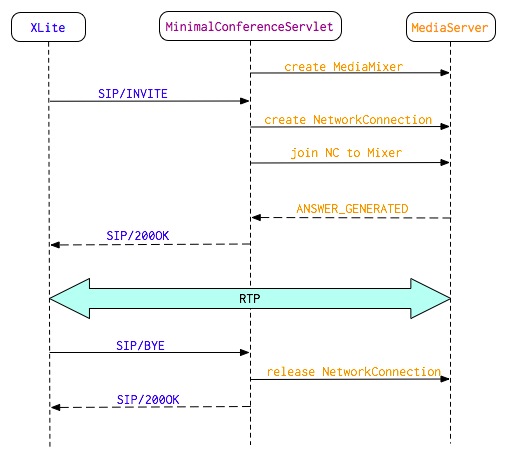 XLite
MinimalConferenceServlet
MediaServer
create MediaMixer
SIP/INVITE
create NetworkConnection
join NC to Mixer
ANSWER_GENERATED
SIP/200OK
RTP
SIP/BYE
release NetworkConnection
SIP/200OK